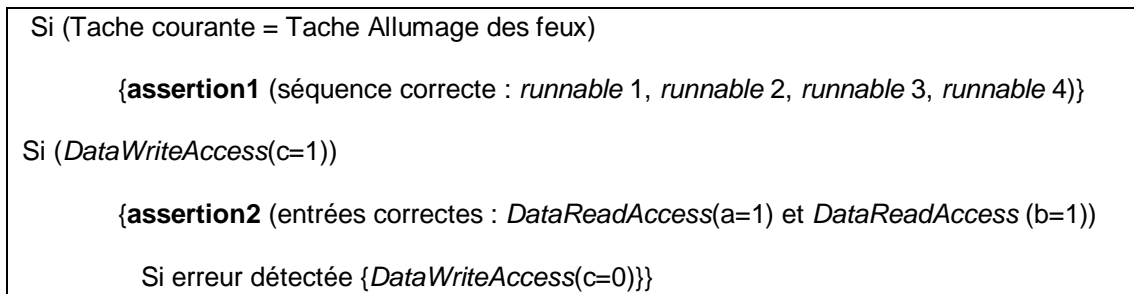 Si (Tache courante = Tache Allumage des feux)
{assertion1 (séquence correcte : runnable 1, runnable 2, runnable 3, runnable 4)}
Si (DataWriteAccess(c=1))
{assertion2 (entrées correctes : DataReadAccess(a=1) et DataReadAccess (b=1))
Si erreur détectée {DataWriteAccess(c=0)}}